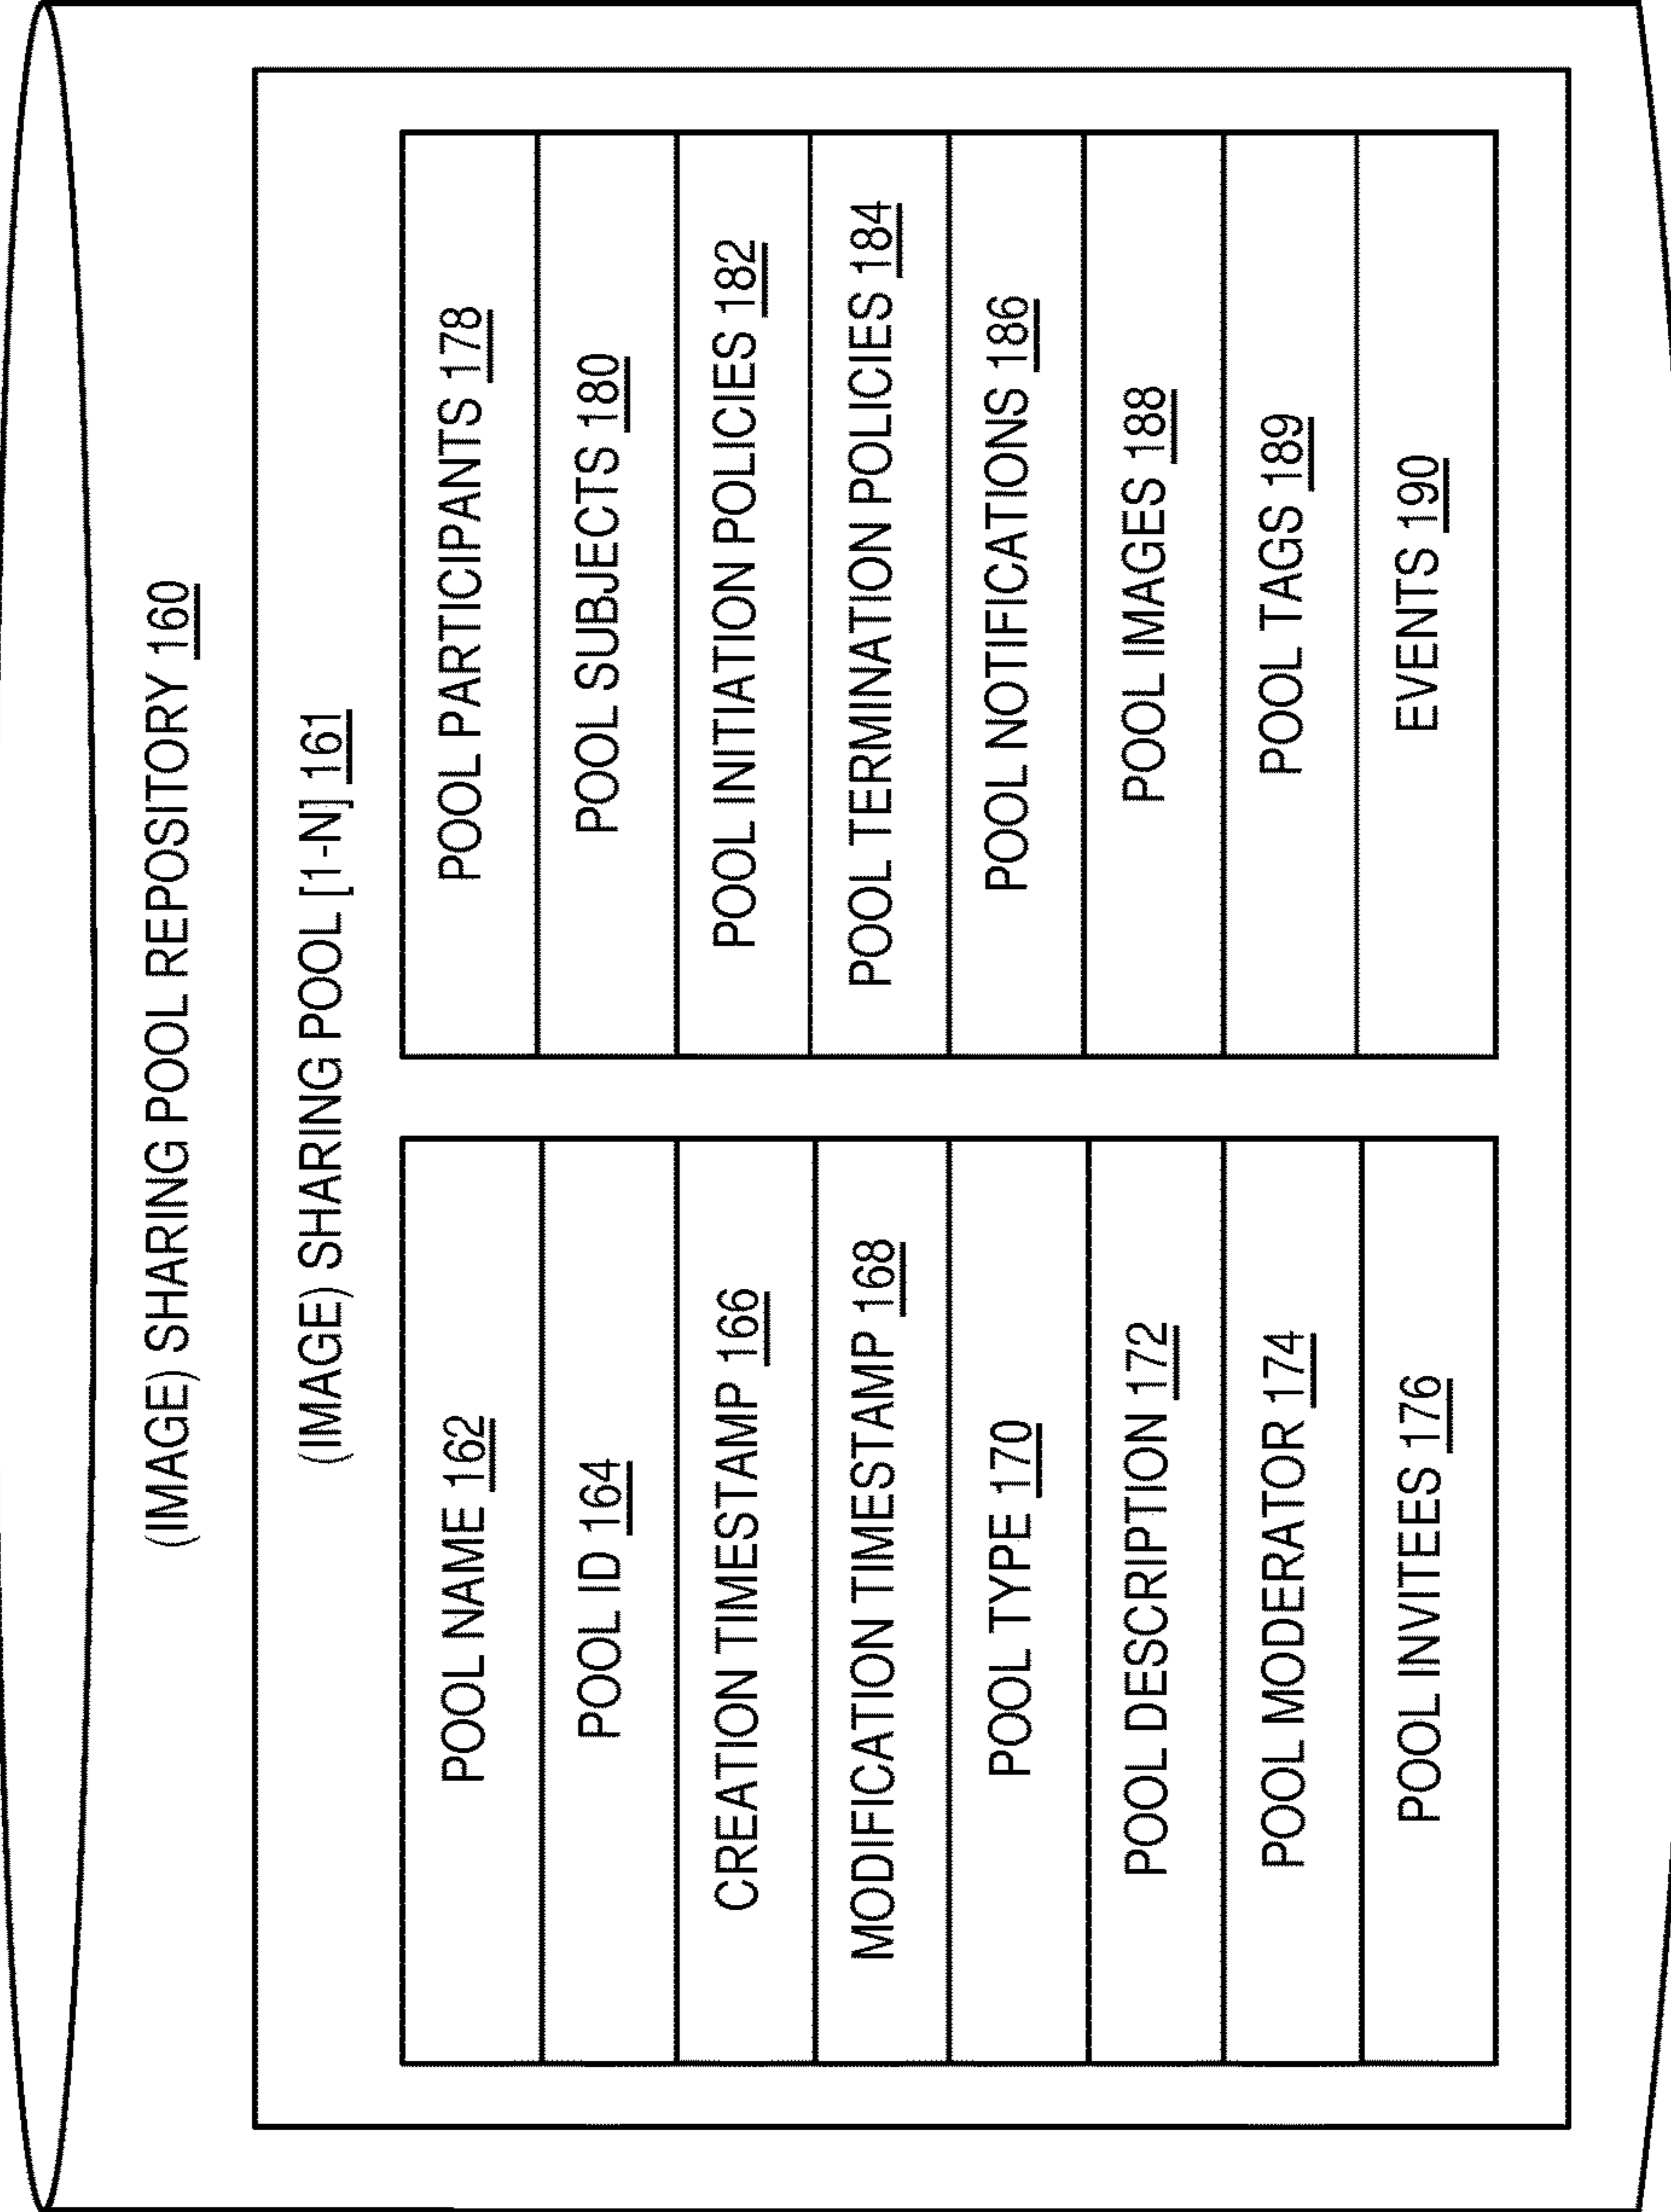 (IMAGE) SHARING POOL REPOSITORY 160
(IMAGE) SHARING POOL [1-N] 161
POOL NAME 162
POOL ID 164
CREATION TIMESTAMP 166
MODIFICATION TIMESTAMP 168
POOL TYPE 170
POOL DESCRIPTION 172
POOL MODERATOR 174
POOL INVITEES 176
POOL PARTICIPANTS 178
POOL SUBJECTS 180
POOL INITIATION POLICIES 182
POOL TERMINATION POLICIES 184
POOL NOTIFICATIONS 186
POOL IMAGES 188
POOL TAGS 189
EVENTS 190